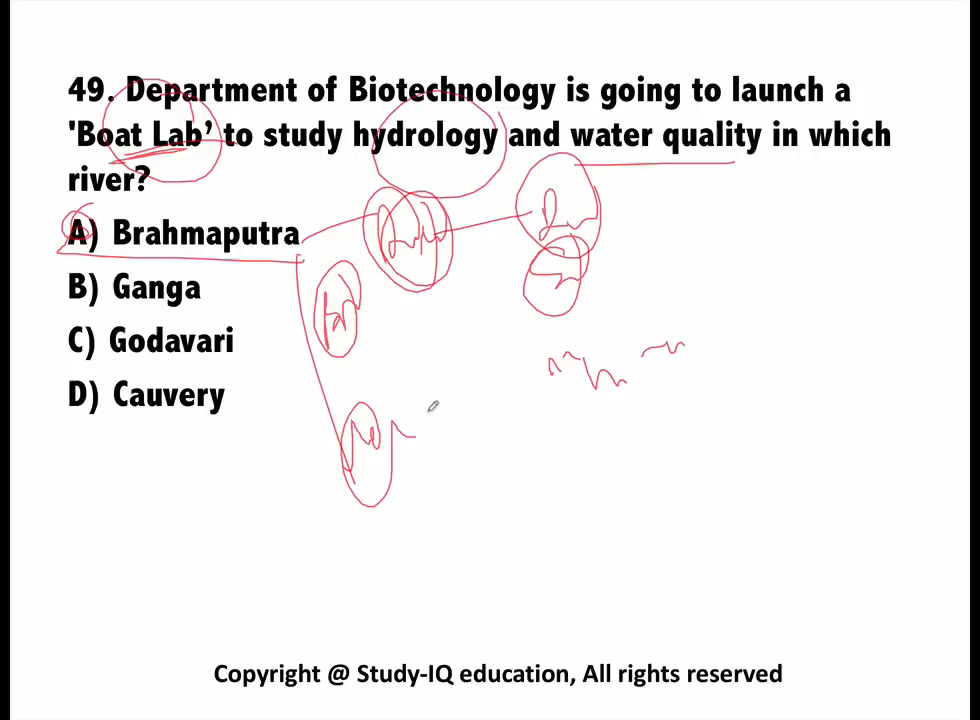 49. Department of Biotechnology is going to launch a
'Boat Lab’ to study hydrology and water quality in which
river?
A) Brahmaputra
B) Ganga
C) Godavari
D) Cauvery
Copyright @ Study-IQ education, All rights reserved